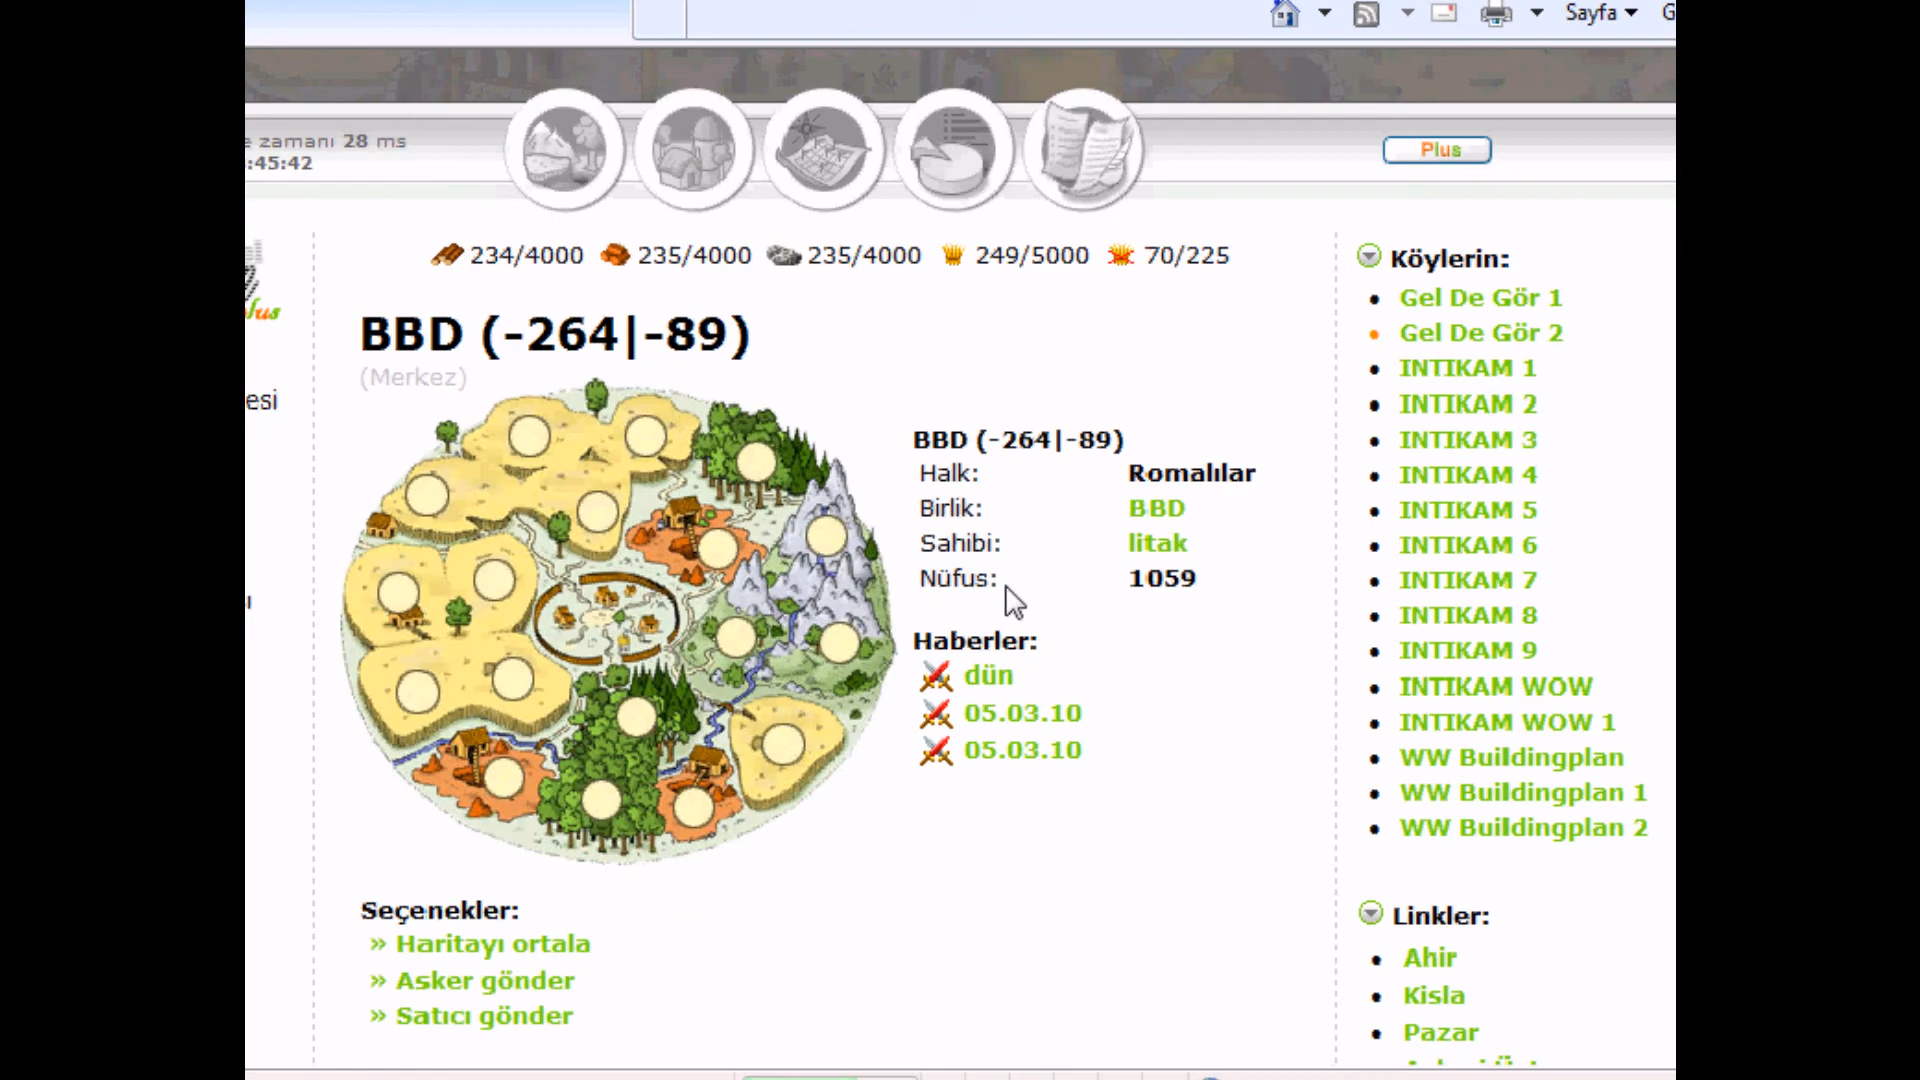 Sayfa
e zamanı 28 ms
:45:42
Plus
234/4000 235/4000 235/4000 249/5000 70/225
BBD (-264|-89)
(Merkez)
esi
BBD (-264|-89)
Halk: Romalılar
Birlik: BBD
Sahibi: litak
Nüfus: 1059
Haberler:
dün
05.03.10
05.03.10
Seçenekler:
» Haritayı ortala
» Asker gönder
» Satıcı gönder
Köylerin:
Gel De Gör 1
Gel De Gör 2
INTIKAM 1
INTIKAM 2
INTIKAM 3
INTIKAM 4
INTIKAM 5
INTIKAM 6
INTIKAM 7
INTIKAM 8
INTIKAM 9
INTIKAM WOW
INTIKAM WOW 1
WW Buildingplan
WW Buildingplan 1
WW Buildingplan 2
Linkler:
Ahir
Kisla
Pazar